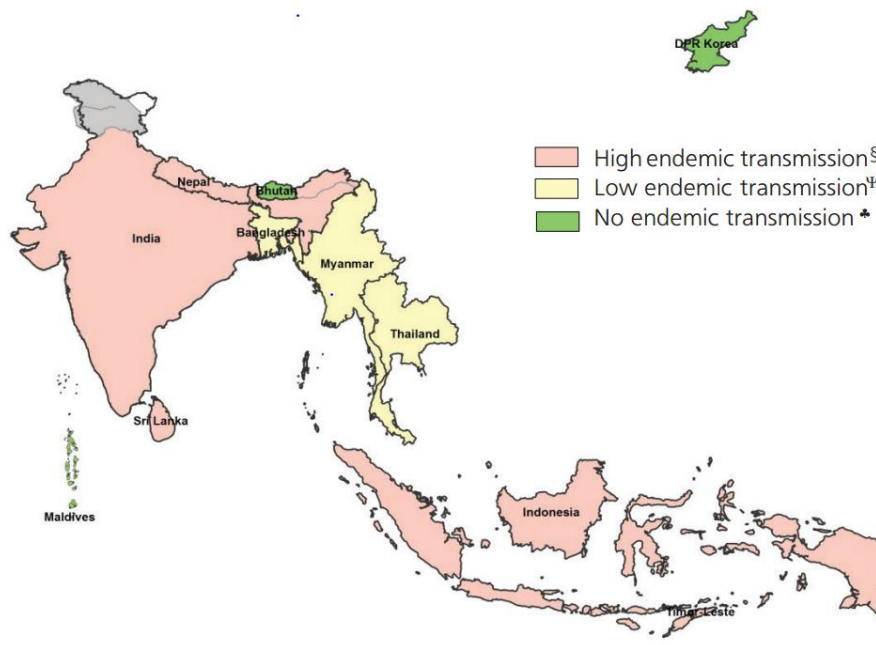 DPR Korea
High endemic transmission§
Low endemic transmissionΨ
No endemic transmission ♣
Nepal
Bhutan
India
Bangladesh
Myanmar
Thailand
Sri Lanka
Maldives
Indonesia
Timor-Leste